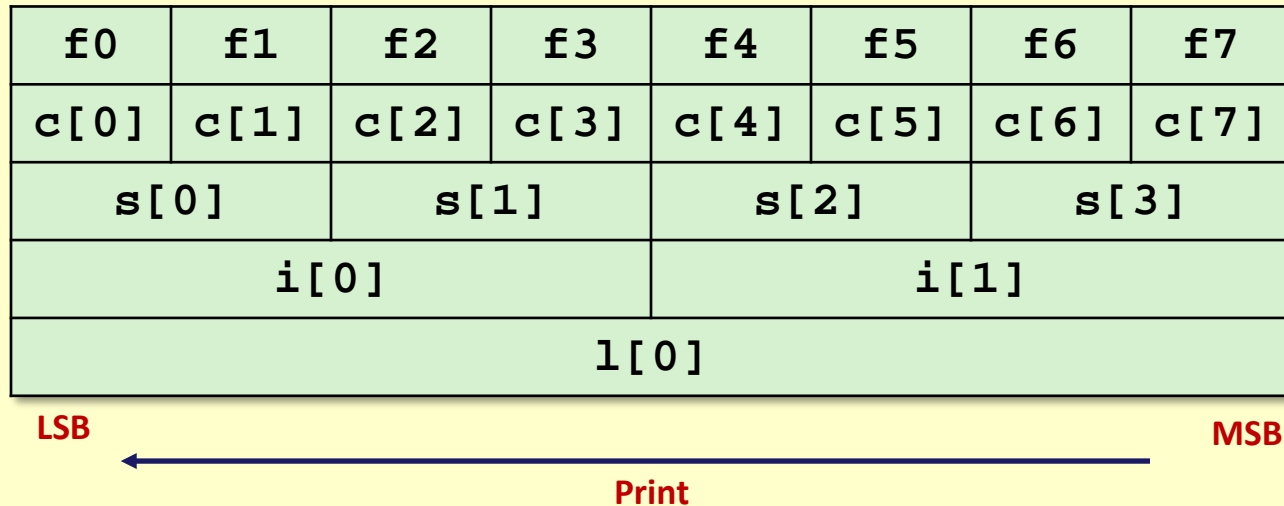 f0 f1 f2 f3 f4 f5 f6 f7
c[0] c[1] c[2] c[3] c[4] c[5] c[6] c[7]
s[0] s[1] s[2] s[3]
i[0] i[1]
l[0]
LSB MSB
Print